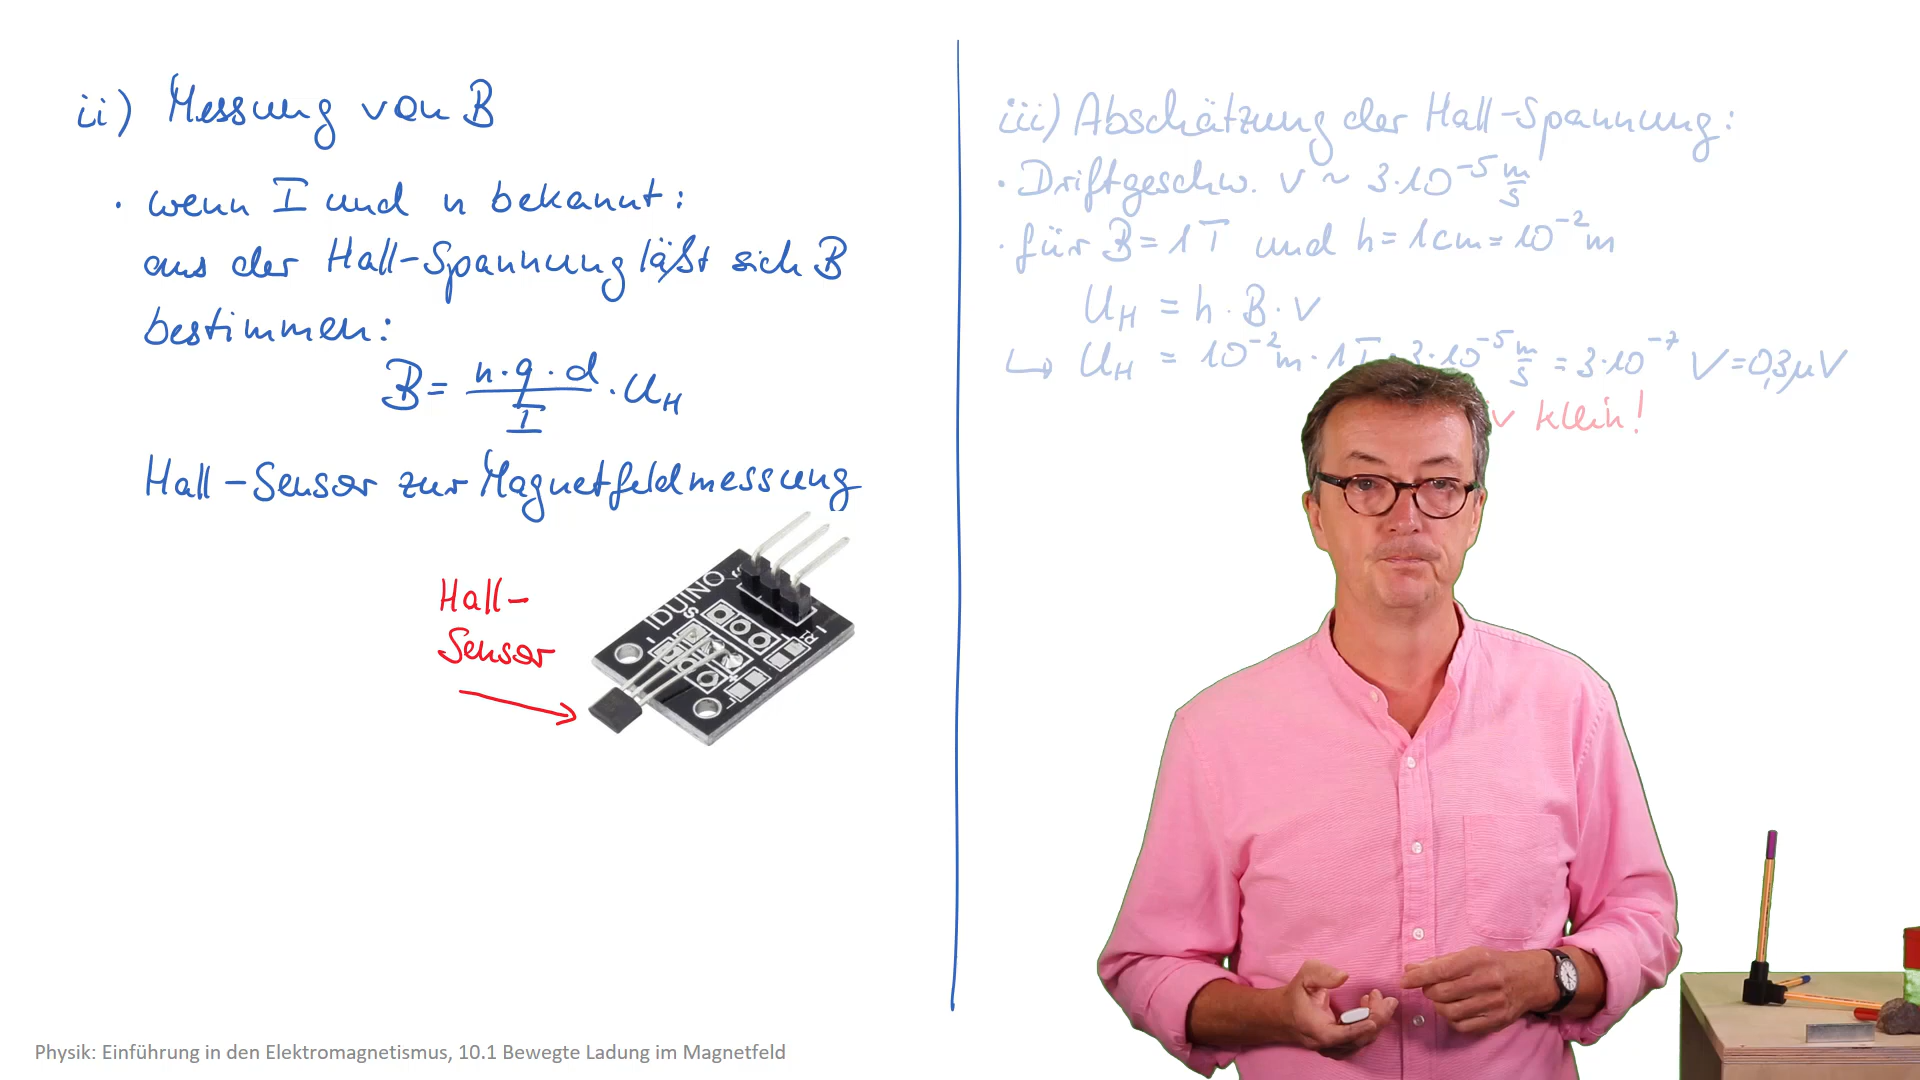 ii) Messung von B
· wenn I und n bekannt:
aus der Hall-Spannung läßt sich B
bestimmen:
B = n·q·d / I · U_H
Hall-Sensor zur Magnetfeldmessung
Hall-
Sensor
IDUINO
iii) Abschätzung der Hall-Spannung:
· Driftgeschw. v ~ 3·10⁻⁵ m/s
· für B = 1T und h = 1cm = 10⁻² m
U_H = h · B · v
↳ U_H = 10⁻² m · 1T · 3·10⁻⁵ m/s = 3·10⁻⁷ V = 0,3 µV
klein!
Physik: Einführung in den Elektromagnetismus, 10.1 Bewegte Ladung im Magnetfeld